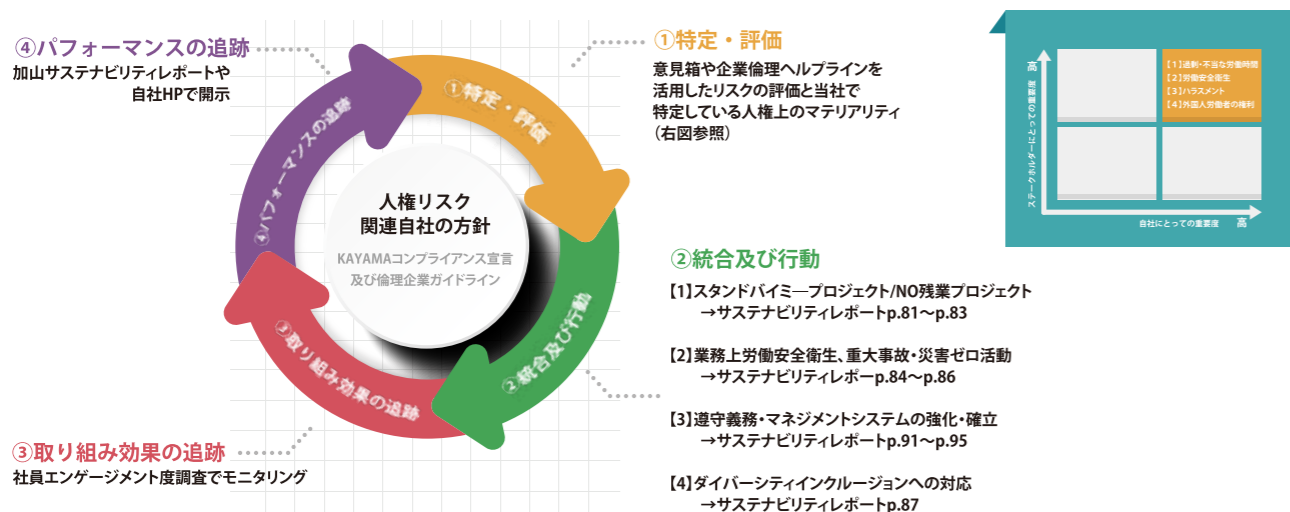 ④パフォーマンスの追跡
加山サステナビリティレポートや
自社HPで開示
①特定・評価
意見箱や企業倫理ヘルプラインを
活用したリスクの評価と当社で
特定している人権上のマテリアリティ
（右図参照）
高
ステークホルダーにとっての重要度
【1】過剰・不当な労働時間
【2】労働安全衛生
【3】ハラスメント
【4】外国人労働者の権利
自社にとっての重要度 高
①特定・評価
②統合及び行動
③取り組み効果の追跡
④パフォーマンスの追跡
人権リスク
関連自社の方針
KAYAMAコンプライアンス宣言
及び倫理企業ガイドライン
②統合及び行動
【1】スタンドバイミ―プロジェクト/NO残業プロジェクト
→サステナビリティレポートp.81～p.83
【2】業務上労働安全衛生、重大事故・災害ゼロ活動
→サステナビリティレポーp.84～p.86
【3】遵守義務・マネジメントシステムの強化・確立
→サステナビリティレポートp.91～p.95
【4】ダイバーシティインクルージョンへの対応
→サステナビリティレポートp.87
③取り組み効果の追跡
社員エンゲージメント度調査でモニタリング